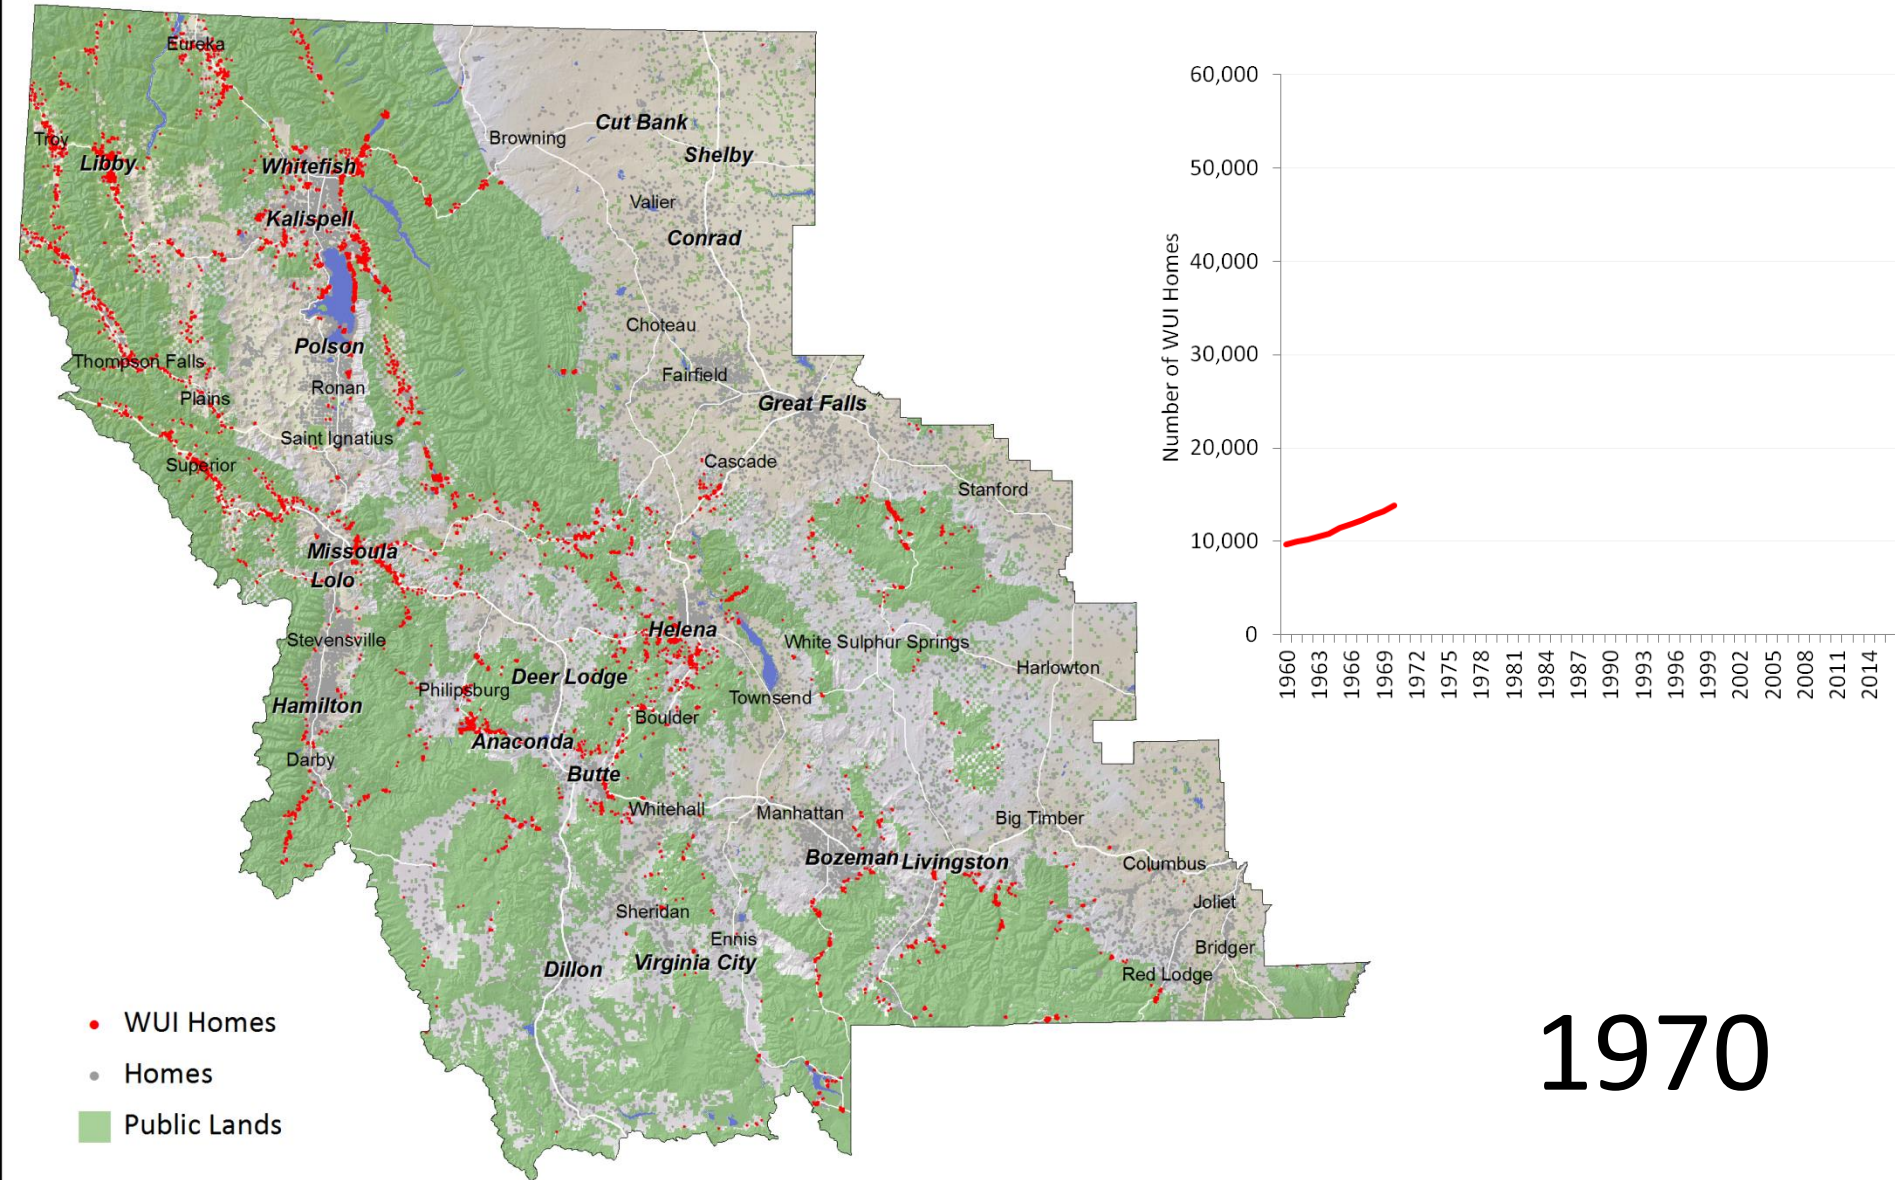 Eureka
Troy
Libby
Whitefish
Kalispell
Browning
Cut Bank
Shelby
Valier
Conrad
Polson
Choteau
Thompson Falls
Ronan
Fairfield
Plains
Great Falls
Saint Ignatius
Superior
Cascade
Stanford
Missoula
Lolo
Stevensville
Helena
White Sulphur Springs
Harlowton
Deer Lodge
Philipsburg
Townsend
Hamilton
Boulder
Anaconda
Darby
Butte
Whitehall
Manhattan
Big Timber
Bozeman
Livingston
Columbus
Joliet
Sheridan
Ennis
Bridger
Virginia City
Dillon
Red Lodge
WUI Homes
Homes
Public Lands
Number of WUI Homes
60,000
50,000
40,000
30,000
20,000
10,000
0
1960
1963
1966
1969
1972
1975
1978
1981
1984
1987
1990
1993
1996
1999
2002
2005
2008
2011
2014
1970